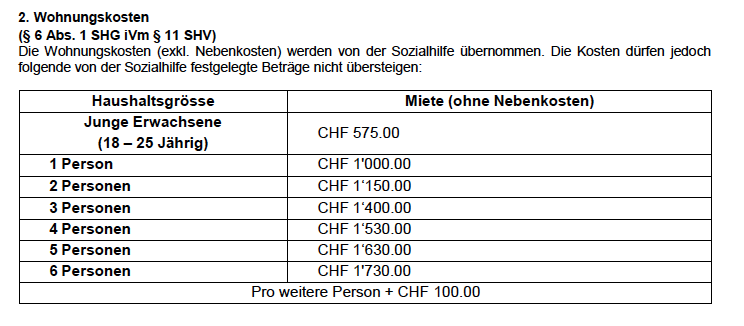 2. Wohnungskosten
(§ 6 Abs. 1 SHG iVm § 11 SHV)
Die Wohnungskosten (exkl. Nebenkosten) werden von der Sozialhilfe übernommen. Die Kosten dürfen jedoch
folgende von der Sozialhilfe festgelegte Beträge nicht übersteigen:
Haushaltsgrösse Miete (ohne Nebenkosten)
Junge Erwachsene
(18 – 25 Jährig) CHF 575.00
1 Person CHF 1'000.00
2 Personen CHF 1‘150.00
3 Personen CHF 1‘400.00
4 Personen CHF 1‘530.00
5 Personen CHF 1‘630.00
6 Personen CHF 1'730.00
Pro weitere Person + CHF 100.00